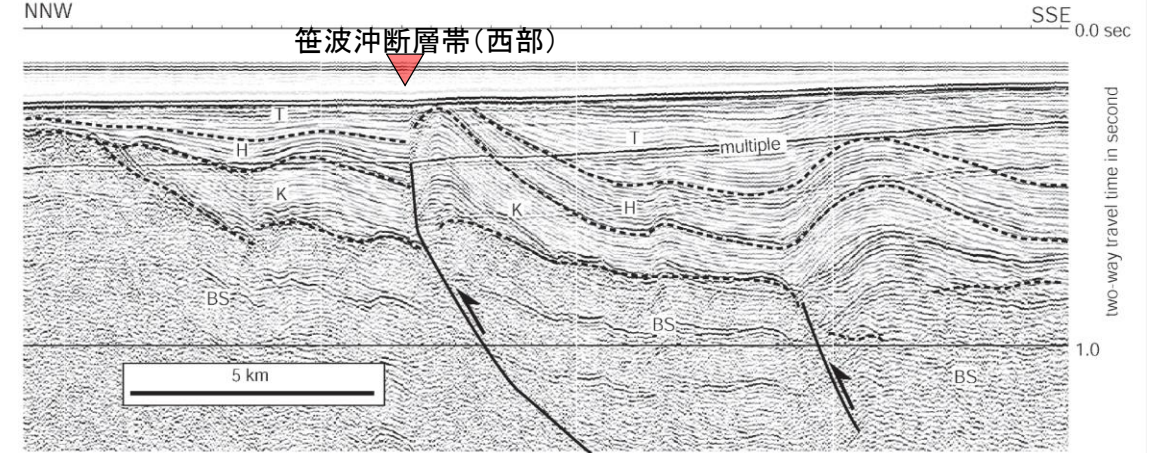 NNW
SSE
0.0 sec
笹波沖断層帯(西部)
T
H
K
T
multiple
K
H
BS
BS
BS
1.0
5 km
two-way travel time in second